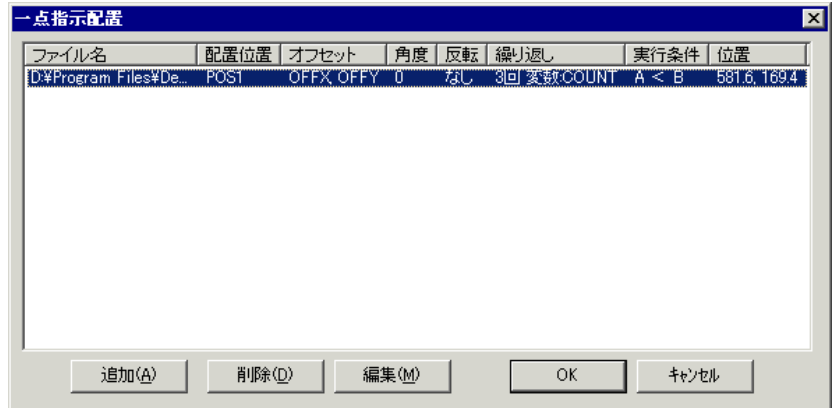 一点指示配置
ファイル名 配置位置 オフセット 角度 反転 繰り返し 実行条件 位置
D:¥Program Files¥De... POS1 OFFX, OFFY 0 なし 3回 変数:COUNT A < B 581.6, 169.4
追加(A) 削除(D) 編集(M) OK キャンセル